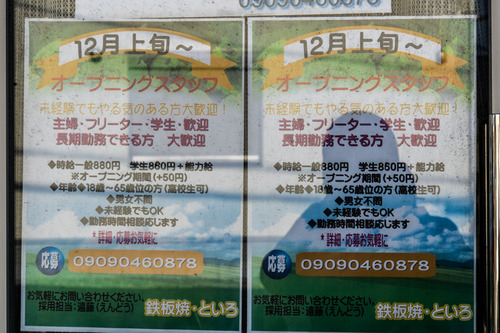 09090460878
12月上旬～
オープニングスタッフ
未経験でもやる気のある方大歓迎！
主婦・フリーター・学生・歓迎
長期勤務できる方　大歓迎
◆時給一般880円　学生860円＋能力給
※オープニング期間（+50円）
◆年齢◆18歳～65歳位の方（高校生可）
◆男女不問
◆未経験でもOK
◆勤務時間相談応じます
*詳細・応募お気軽に
応募 09090460878
お気軽にお問い合わせください。
採用担当：遠藤（えんどう）
鉄板焼・といろ
12月上旬～
オープニングスタッフ
未経験でもやる気のある方大歓迎！
主婦・フリーター・学生・歓迎
長期勤務できる方　大歓迎
◆時給一般880円　学生860円＋能力給
※オープニング期間（+50円）
◆年齢◆18歳～65歳位の方（高校生可）
◆男女不問
◆未経験でもOK
◆勤務時間相談応じます
*詳細・応募お気軽に
応募 09090460878
お気軽にお問い合わせください。
採用担当：遠藤（えんどう）
鉄板焼・といろ